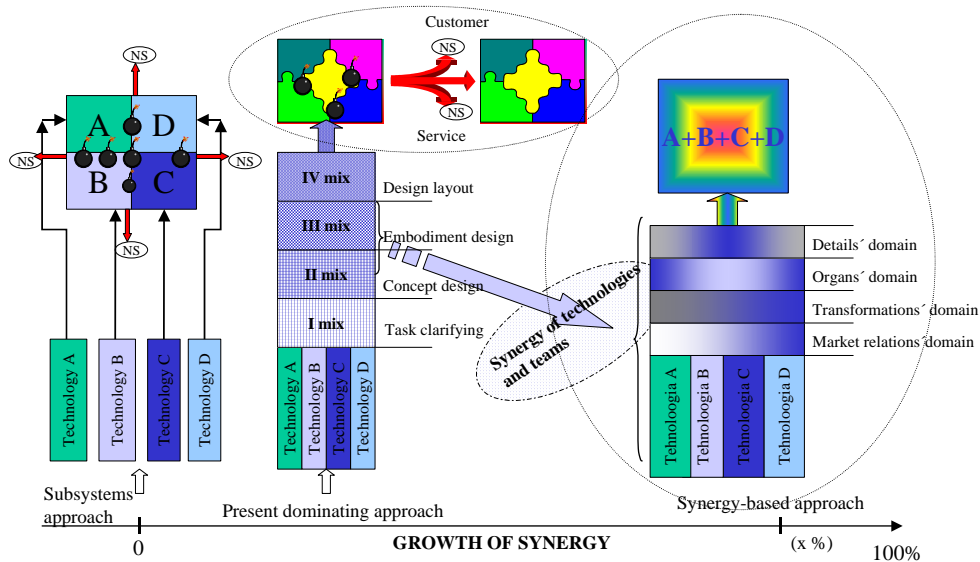 Customer
NS
NS
A
D
NS
NS
B
C
NS
NS
NS
Service
A+B+C+D
IV mix
Design layout
III mix
Embodiment design
II mix
Concept design
I mix
Task clarifying
Synergy of technologies
and teams
Details´ domain
Organs´ domain
Transformations´ domain
Market relations domain
Technology A
Technology B
Technology C
Technology D
Technology A
Technology B
Technology C
Technology D
Tehnoloogia A
Tehnoloogia B
Tehnoloogia C
Tehnoloogia D
Subsystems
approach
Present dominating approach
Synergy-based approach
0
GROWTH OF SYNERGY
(x %)
100%